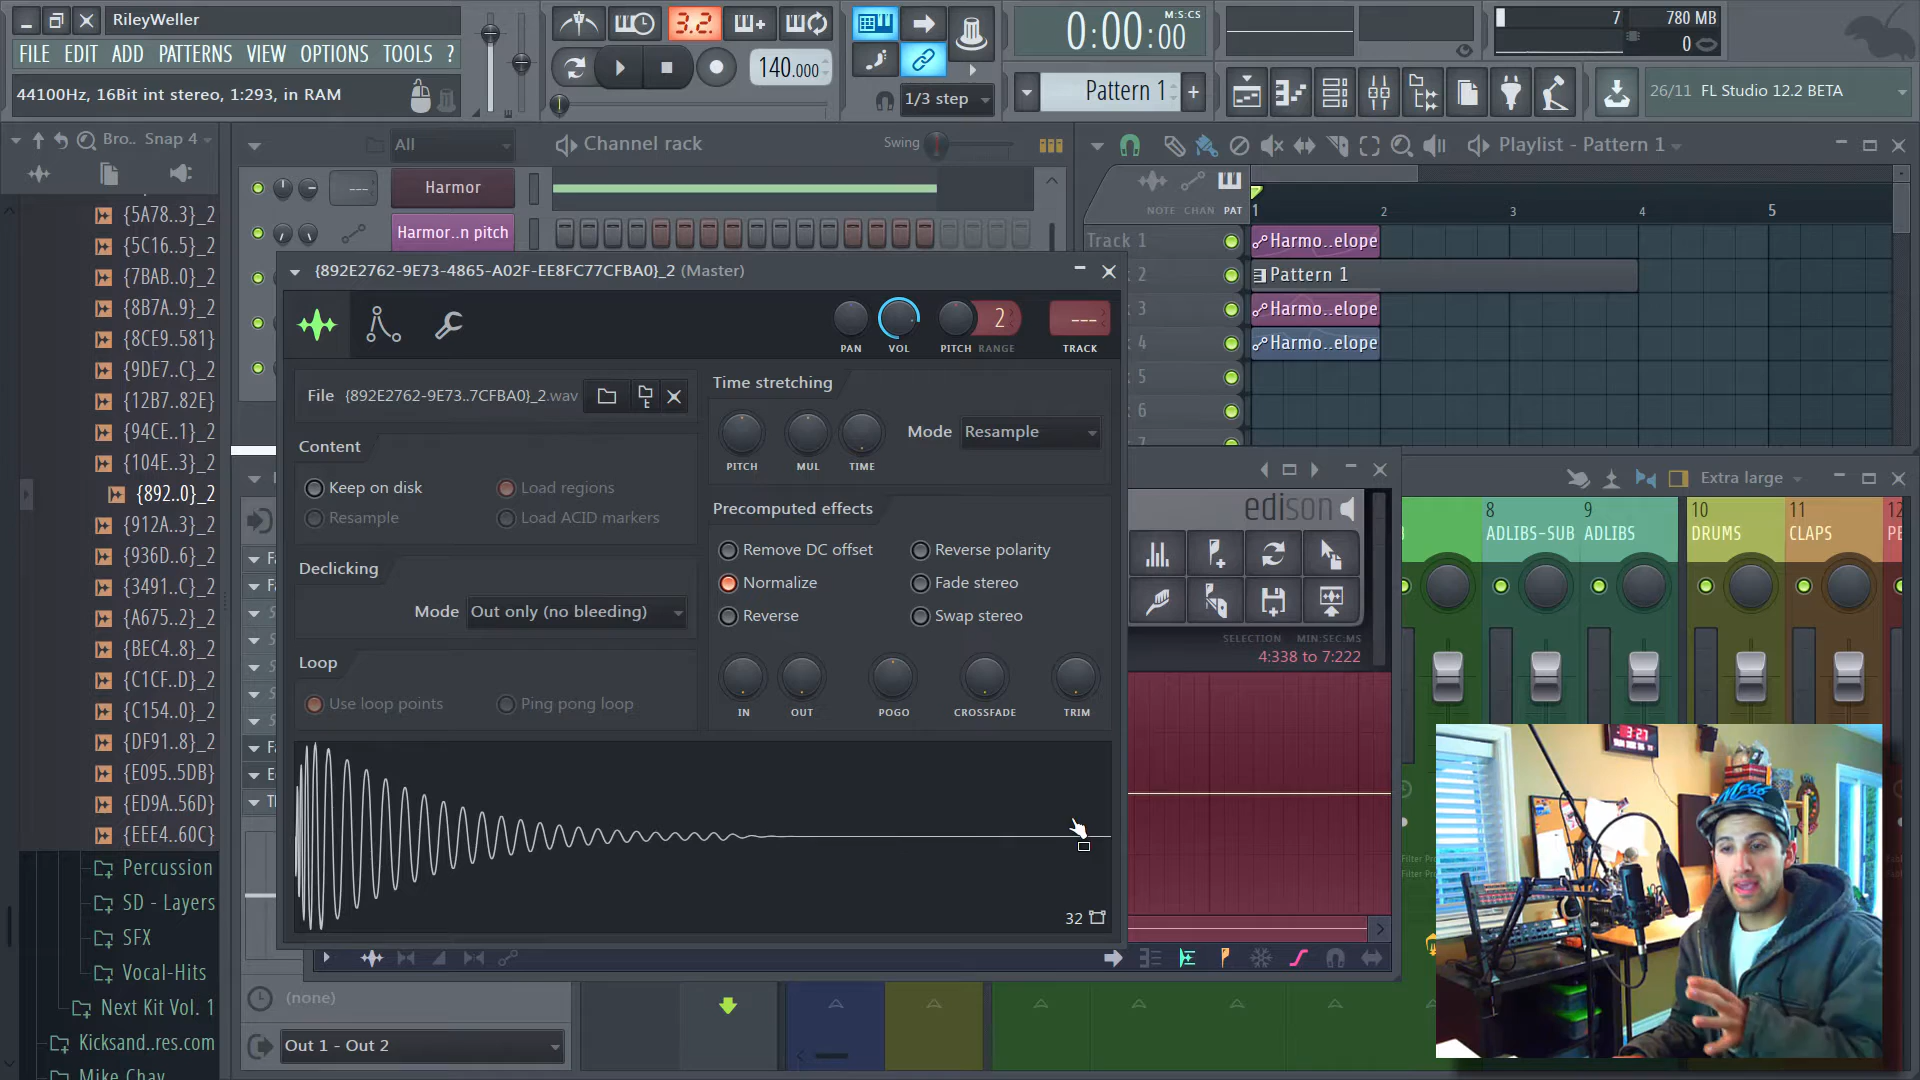 RileyWeller
FILE EDIT ADD PATTERNS VIEW OPTIONS TOOLS ?
44100Hz, 16Bit int stereo, 1:293, in RAM
3.2.
140.000
0:00:00
M:S:CS
1/3 step
Pattern 1
7
780 MB
0
26/11 FL Studio 12.2 BETA
Bro.. Snap 4
All
Channel rack
Swing
Playlist - Pattern 1
Harmor
Harmor..n pitch
NOTE CHAN PAT
1 2 3 4 5
Track 1
Harmo..elope
k 2
Pattern 1
k 3
Harmo..elope
k 4
Harmo..elope
k 5
k 6
{5A78..3}_2
{5C16..5}_2
{7BAB..0}_2
{8B7A..9}_2
{8CE9..581}
{9DE7..C}_2
{12B7..82E}
{94CE..1}_2
{104E..3}_2
{892..0}_2
{912A..3}_2
{936D..6}_2
{3491..C}_2
{A675..2}_2
{BEC4..8}_2
{C1CF..D}_2
{C154..0}_2
{DF91..8}_2
{E095..5DB}
{ED9A..56D}
{EEE4..60C}
Percussion
SD - Layers
SFX
Vocal-Hits
Next Kit Vol. 1
Kicksand..res.com
Mike Chay
{892E2762-9E73-4865-A02F-EE8FC77CFBA0}_2 (Master)
2
---
PAN VOL PITCH RANGE TRACK
File {892E2762-9E73..7CFBA0}_2.wav
Content
Keep on disk
Load regions
Resample
Load ACID markers
Declicking
Mode Out only (no bleeding)
Loop
Use loop points
Ping pong loop
Time stretching
PITCH MUL TIME
Mode Resample
Precomputed effects
Remove DC offset
Reverse polarity
Normalize
Fade stereo
Reverse
Swap stereo
IN OUT POGO CROSSFADE TRIM
32
edison
SELECTION MIN:SEC:MS
4:338 to 7:222
Extra large
8 9 10 11 12
ADLIBS-SUB ADLIBS DRUMS CLAPS PE
(none)
Out 1 - Out 2
3:27